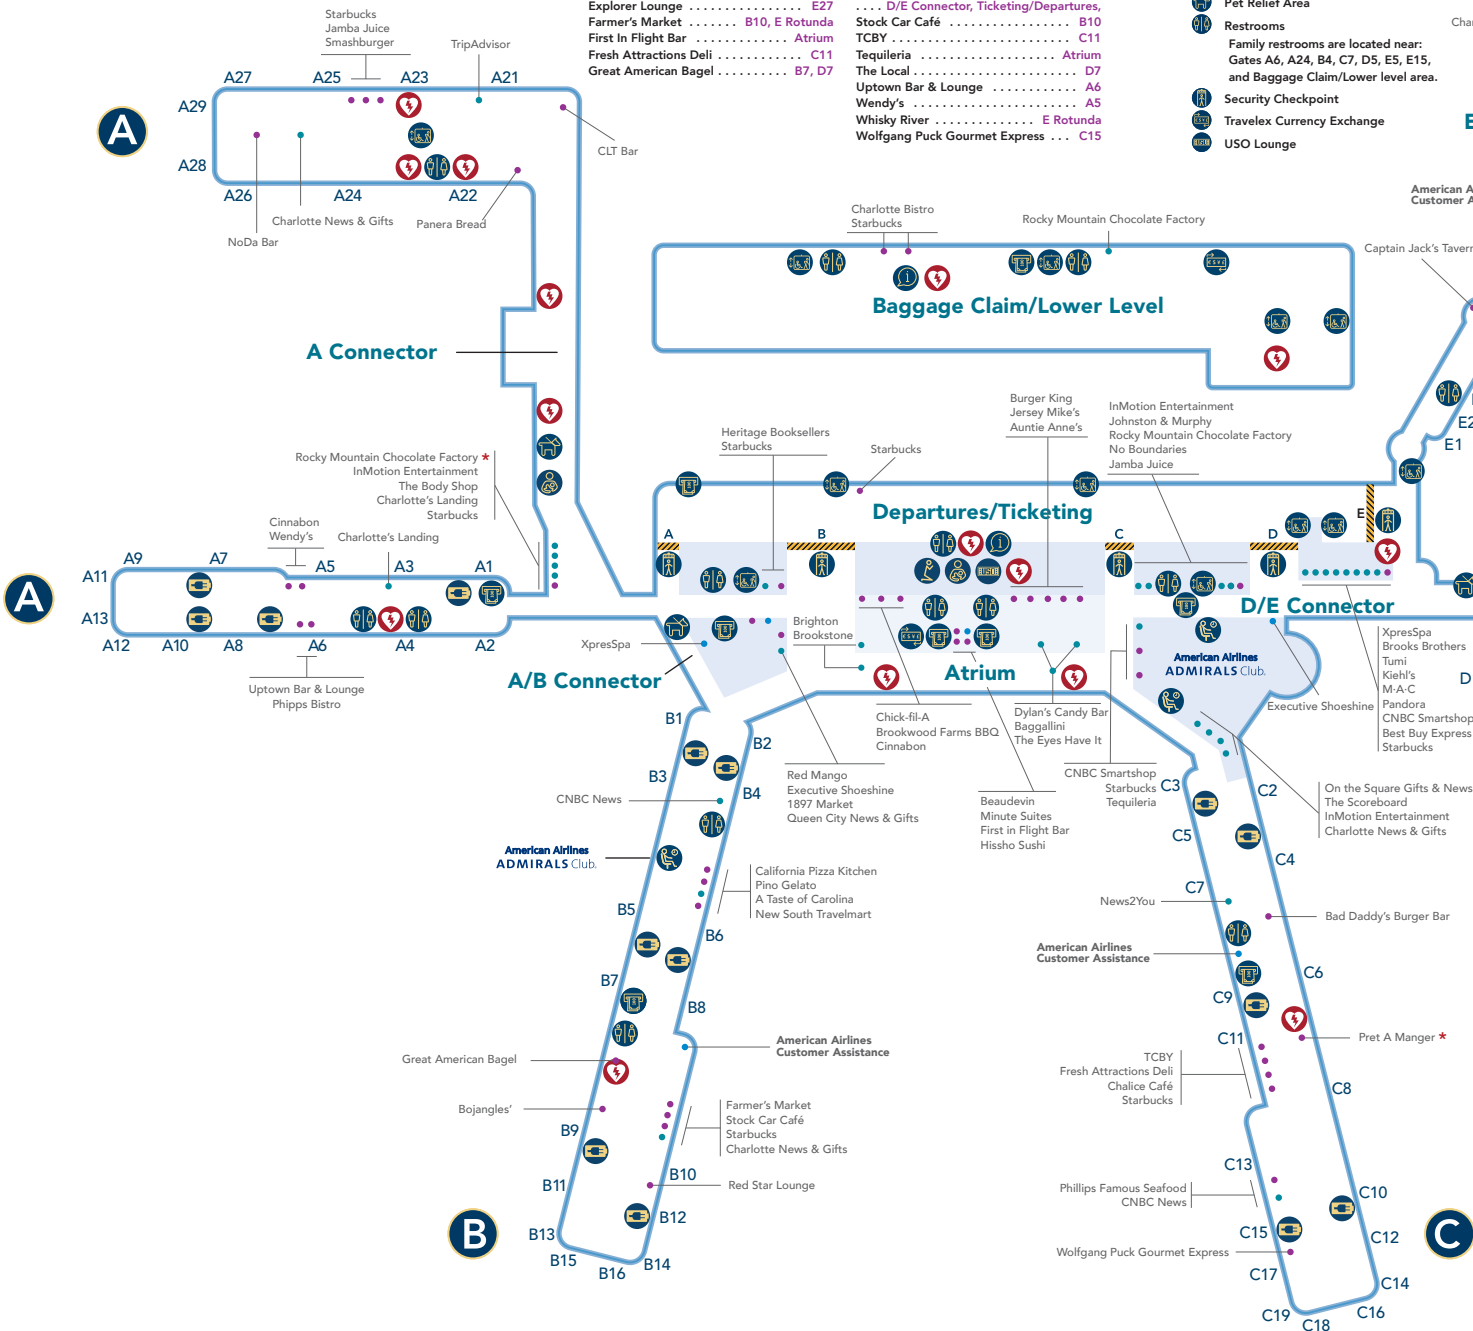 Explorer Lounge .................. E27
Farmer's Market ....... B10, E Rotunda
First In Flight Bar ............ Atrium
Fresh Attractions Deli ............ C11
Great American Bagel .......... B7, D7
.... D/E Connector, Ticketing/Departures,
Stock Car Café .................. B10
TCBY ............................ C11
Tequileria ..................... Atrium
The Local ........................ D7
Uptown Bar & Lounge ............ A6
Wendy's ......................... A5
Whisky River .............. E Rotunda
Wolfgang Puck Gourmet Express ... C15
Pet Relief Area
Restrooms
Family restrooms are located near:
Gates A6, A24, B4, C7, D5, E5, E15,
and Baggage Claim/Lower level area.
Security Checkpoint
Travelex Currency Exchange
USO Lounge
Starbucks
Jamba Juice
Smashburger
TripAdvisor
A27
A25
A23
A21
A29
A
A28
A26
A24
A22
CLT Bar
Charlotte News & Gifts
Panera Bread
NoDa Bar
American A
Customer A
Captain Jack's Tavern
Charlotte Bistro
Starbucks
Rocky Mountain Chocolate Factory
Baggage Claim/Lower Level
A Connector
E1
Burger King
Jersey Mike's
Auntie Anne's
InMotion Entertainment
Johnston & Murphy
Rocky Mountain Chocolate Factory
No Boundaries
Jamba Juice
Heritage Booksellers
Starbucks
Starbucks
Rocky Mountain Chocolate Factory *
InMotion Entertainment
The Body Shop
Charlotte's Landing
Starbucks
Departures/Ticketing
A
B
C
D
E
Cinnabon
Wendy's
Charlotte's Landing
A9
A7
A5
A3
A1
A11
A
A13
A12
A10
A8
A6
A4
A2
Uptown Bar & Lounge
Phipps Bistro
XpresSpa
A/B Connector
Brighton
Brookstone
Atrium
D/E Connector
American Airlines
ADMIRALS Club.
Executive Shoeshine
XpresSpa
Brooks Brothers
Tumi
Kiehl's
M·A·C
Pandora
CNBC Smartshop
Best Buy Express
Starbucks
D
Chick-fil-A
Brookwood Farms BBQ
Cinnabon
Dylan's Candy Bar
Baggallini
The Eyes Have It
CNBC Smartshop
Starbucks
Tequileria
Red Mango
Executive Shoeshine
1897 Market
Queen City News & Gifts
Beaudevin
Minute Suites
First in Flight Bar
Hissho Sushi
On the Square Gifts & News
The Scoreboard
InMotion Entertainment
Charlotte News & Gifts
B1
B2
B3
B4
CNBC News
American Airlines
ADMIRALS Club.
California Pizza Kitchen
Pino Gelato
A Taste of Carolina
New South Travelmart
B5
B6
B7
B8
American Airlines
Customer Assistance
Great American Bagel
Bojangles'
Farmer's Market
Stock Car Café
Starbucks
Charlotte News & Gifts
B9
B10
Red Star Lounge
B11
B12
B
B13
B14
B15
B16
C3
C2
C5
C4
C7
News2You
Bad Daddy's Burger Bar
American Airlines
Customer Assistance
C6
C9
C11
Pret A Manger *
TCBY
Fresh Attractions Deli
Chalice Café
Starbucks
C8
C13
Phillips Famous Seafood
CNBC News
C10
C15
C12
C
Wolfgang Puck Gourmet Express
C17
C14
C19
C18
C16